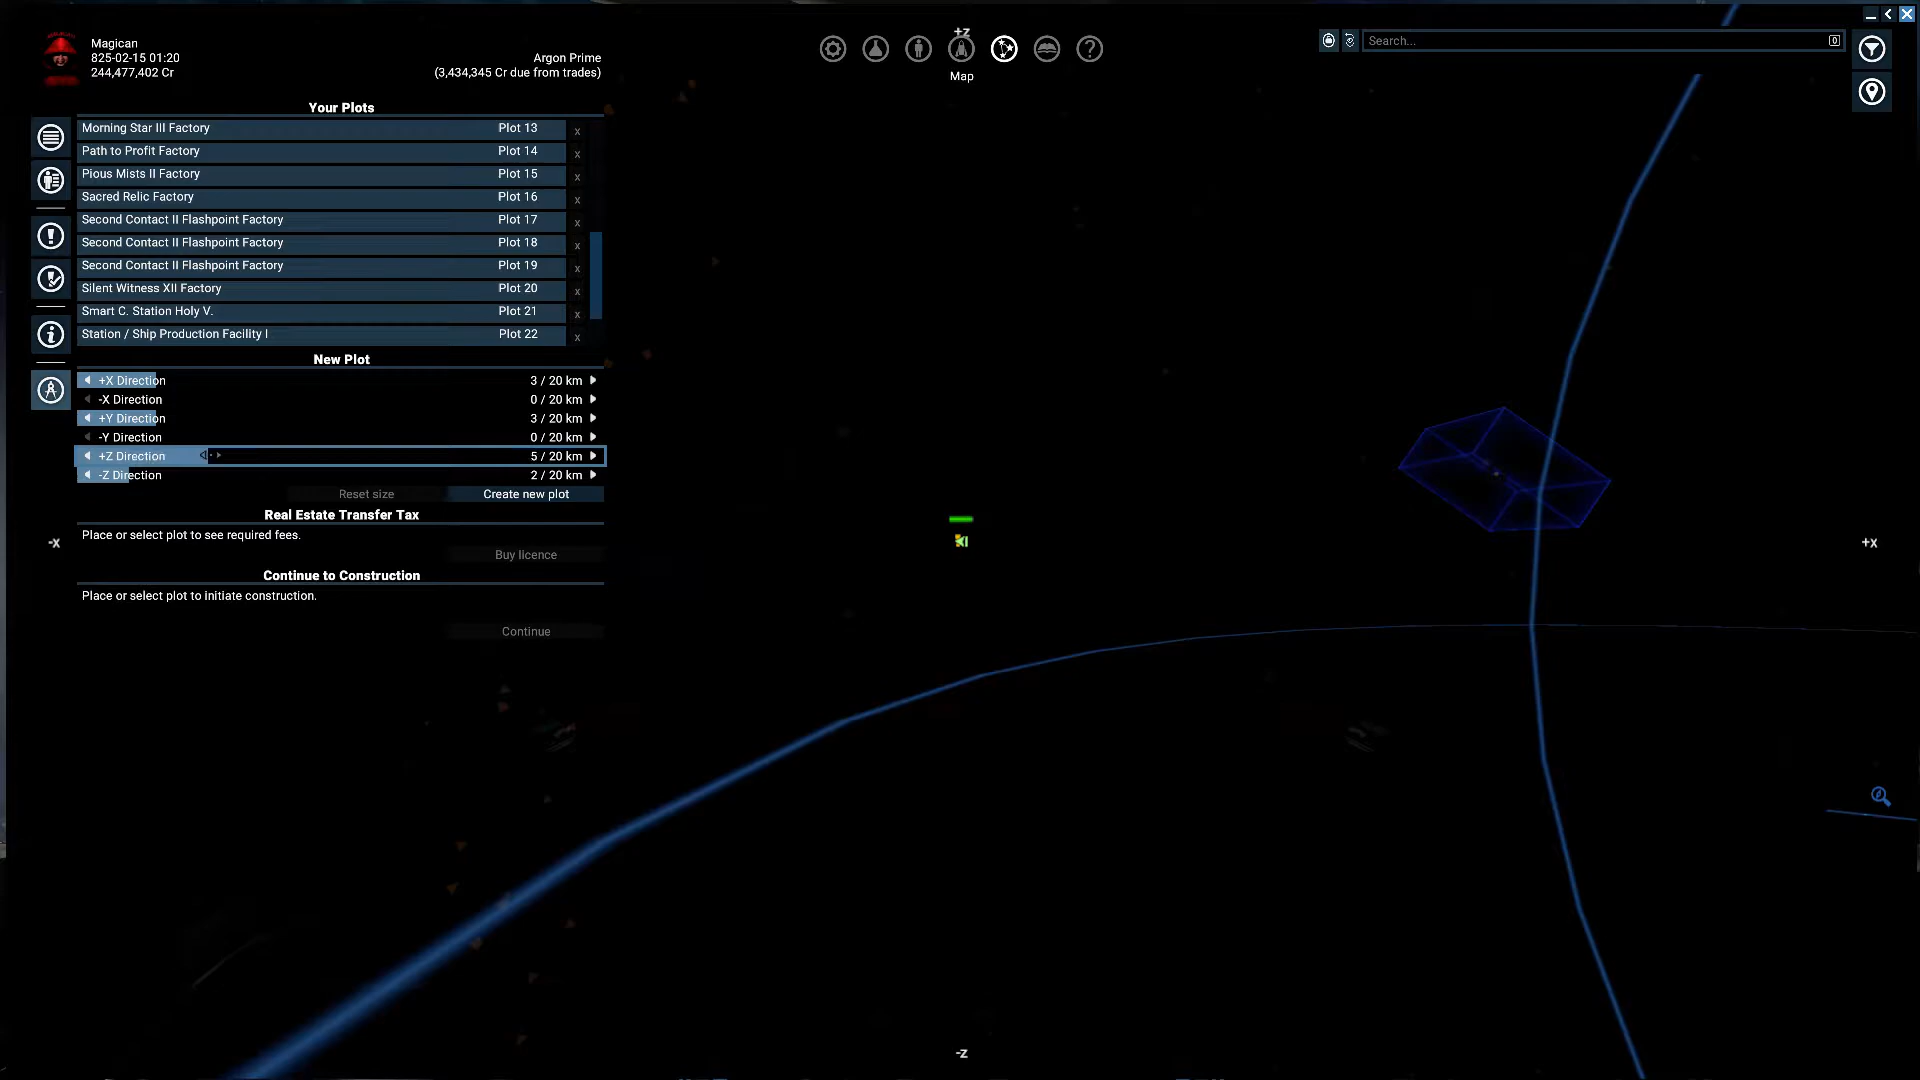 Magican
825-02-15 01:20
244,477,402 Cr
Argon Prime
(3,434,345 Cr due from trades)
+Z
Map
Search...
0
Your Plots
Morning Star III Factory Plot 13 x
Path to Profit Factory Plot 14 x
Pious Mists II Factory Plot 15 x
Sacred Relic Factory Plot 16 x
Second Contact II Flashpoint Factory Plot 17 x
Second Contact II Flashpoint Factory Plot 18 x
Second Contact II Flashpoint Factory Plot 19 x
Silent Witness XII Factory Plot 20 x
Smart C. Station Holy V. Plot 21 x
Station / Ship Production Facility I Plot 22 x
New Plot
+X Direction 3 / 20 km
-X Direction 0 / 20 km
+Y Direction 3 / 20 km
-Y Direction 0 / 20 km
+Z Direction 5 / 20 km
-Z Direction 2 / 20 km
Reset size Create new plot
Real Estate Transfer Tax
Place or select plot to see required fees.
-X
+X
Buy licence
Continue to Construction
Place or select plot to initiate construction.
Continue
-Z